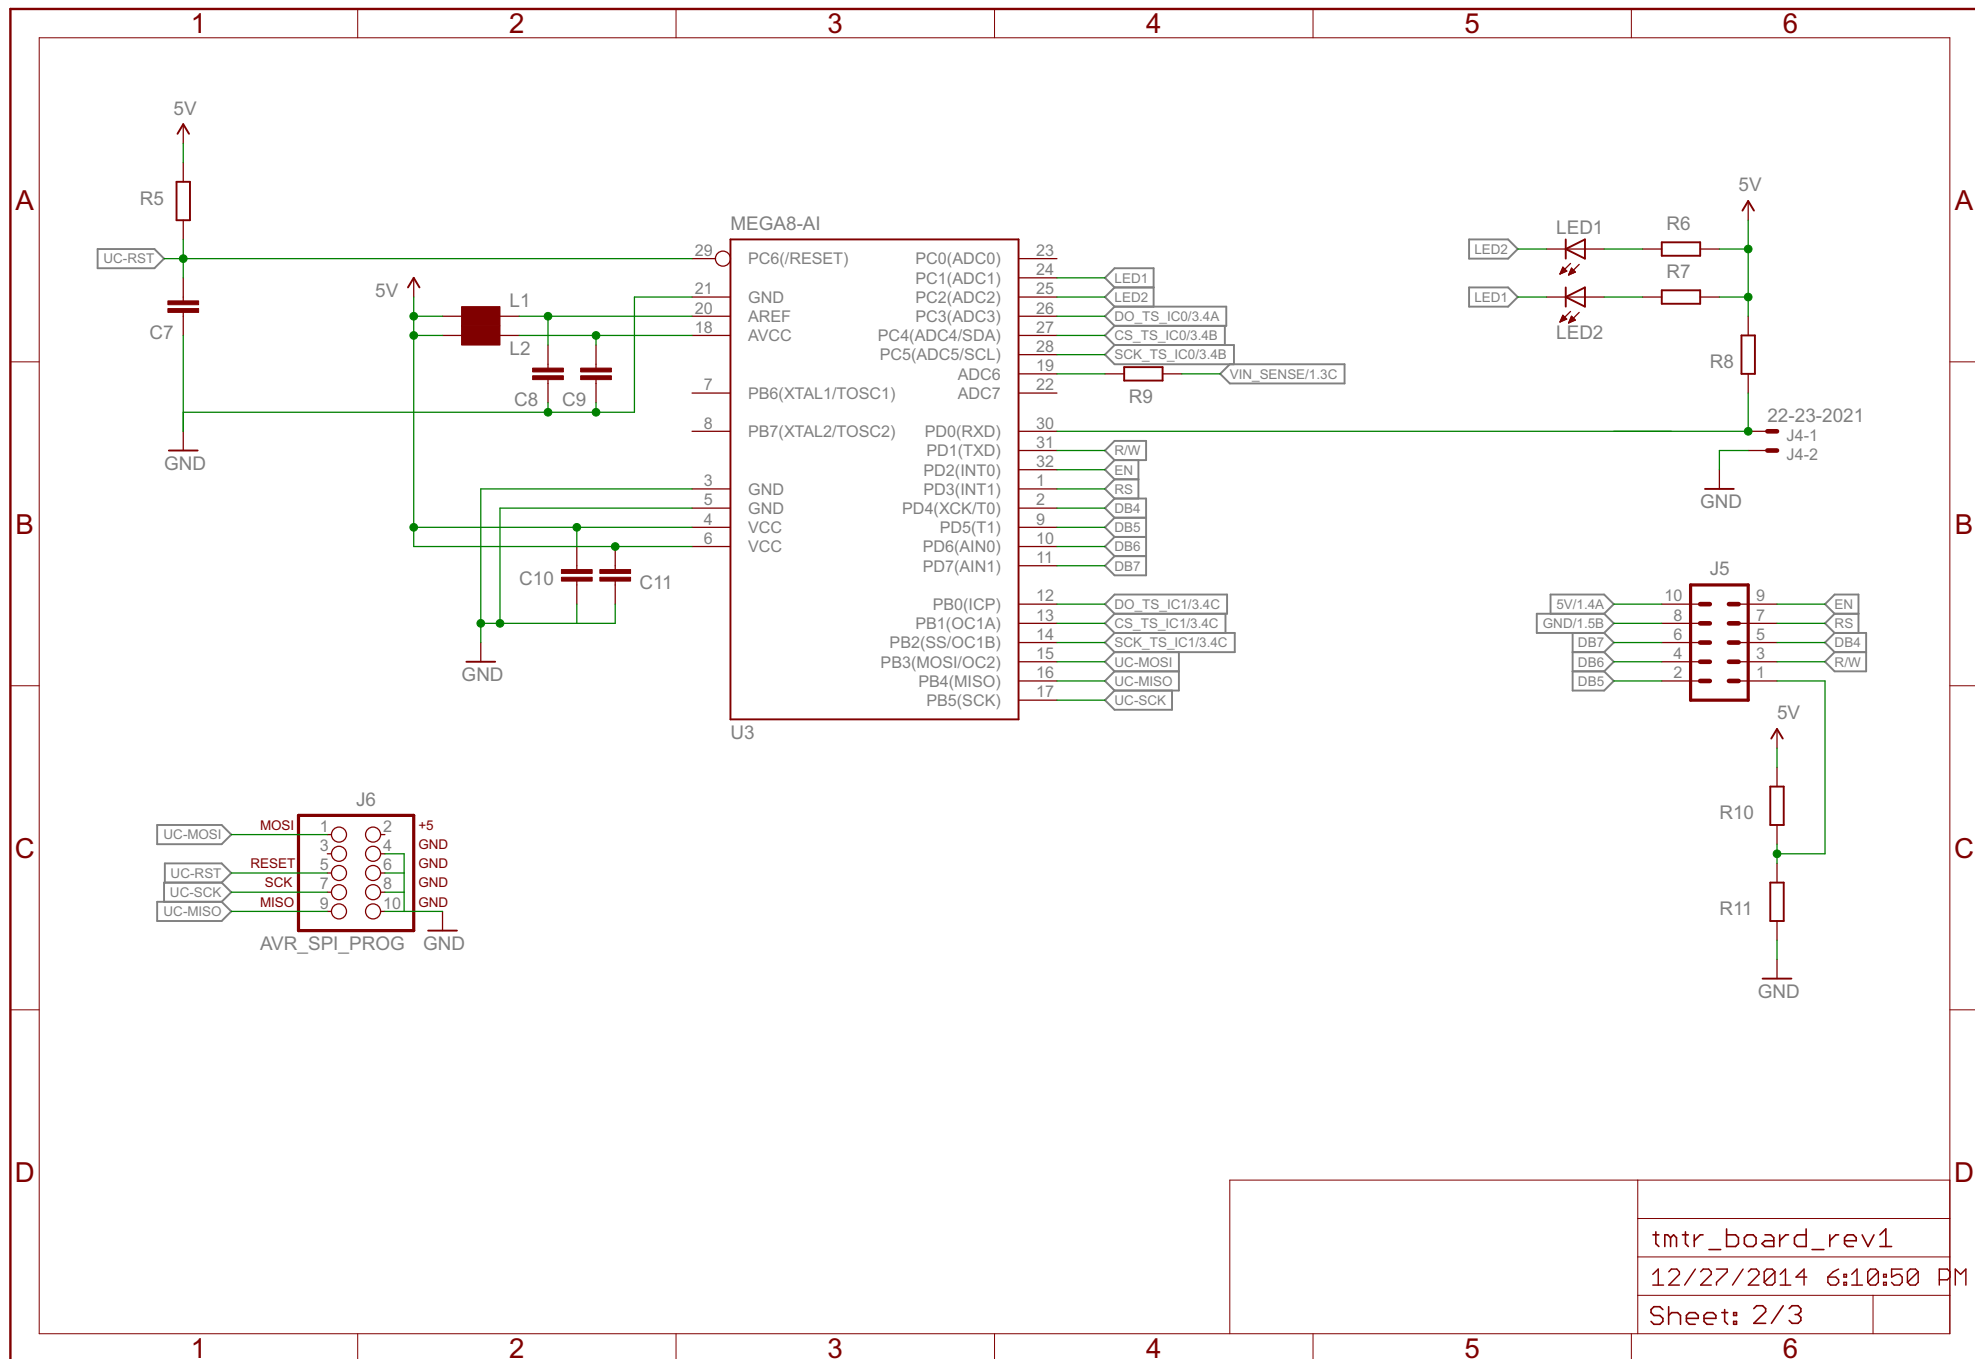 1 2 3 4 5 6
A A
B B
C C
D D
5V
R5
UC-RST
C7
GND
5V
L1
L2
C8 C9
MEGA8-AI
29 PC6(/RESET)
21 GND
20 AREF
18 AVCC
7 PB6(XTAL1/TOSC1)
8 PB7(XTAL2/TOSC2)
3 GND
5 GND
4 VCC
6 VCC
C10 C11
GND
PC0(ADC0) 23
PC1(ADC1) 24 LED1
PC2(ADC2) 25 LED2
PC3(ADC3) 26 DO_TS_IC0/3.4A
PC4(ADC4/SDA) 27 CS_TS_IC0/3.4B
PC5(ADC5/SCL) 28 SCK_TS_IC0/3.4B
ADC6 19 VIN_SENSE/1.3C
R9
ADC7 22
PD0(RXD) 30
PD1(TXD) 31 R/W
PD2(INT0) 32 EN
PD3(INT1) 1 RS
PD4(XCK/T0) 2 DB4
PD5(T1) 9 DB5
PD6(AIN0) 10 DB6
PD7(AIN1) 11 DB7
PB0(ICP) 12 DO_TS_IC1/3.4C
PB1(OC1A) 13 CS_TS_IC1/3.4C
PB2(SS/OC1B) 14 SCK_TS_IC1/3.4C
PB3(MOSI/OC2) 15 UC-MOSI
PB4(MISO) 16 UC-MISO
PB5(SCK) 17 UC-SCK
U3
5V
LED2 LED1 R6
LED1 LED2 R7
R8
22-23-2021
J4-1
J4-2
GND
J5
5V/1.4A 10 9 EN
GND/1.5B 8 7 RS
DB7 6 5 DB4
DB6 4 3 R/W
DB5 2 1
5V
R10
R11
GND
J6
UC-MOSI MOSI 1 2 +5
3 4 GND
UC-RST RESET 5 6 GND
UC-SCK SCK 7 8 GND
UC-MISO MISO 9 10 GND
AVR_SPI_PROG GND
tmtr_board_rev1
12/27/2014 6:10:50 PM
Sheet: 2/3
1 2 3 4 5 6